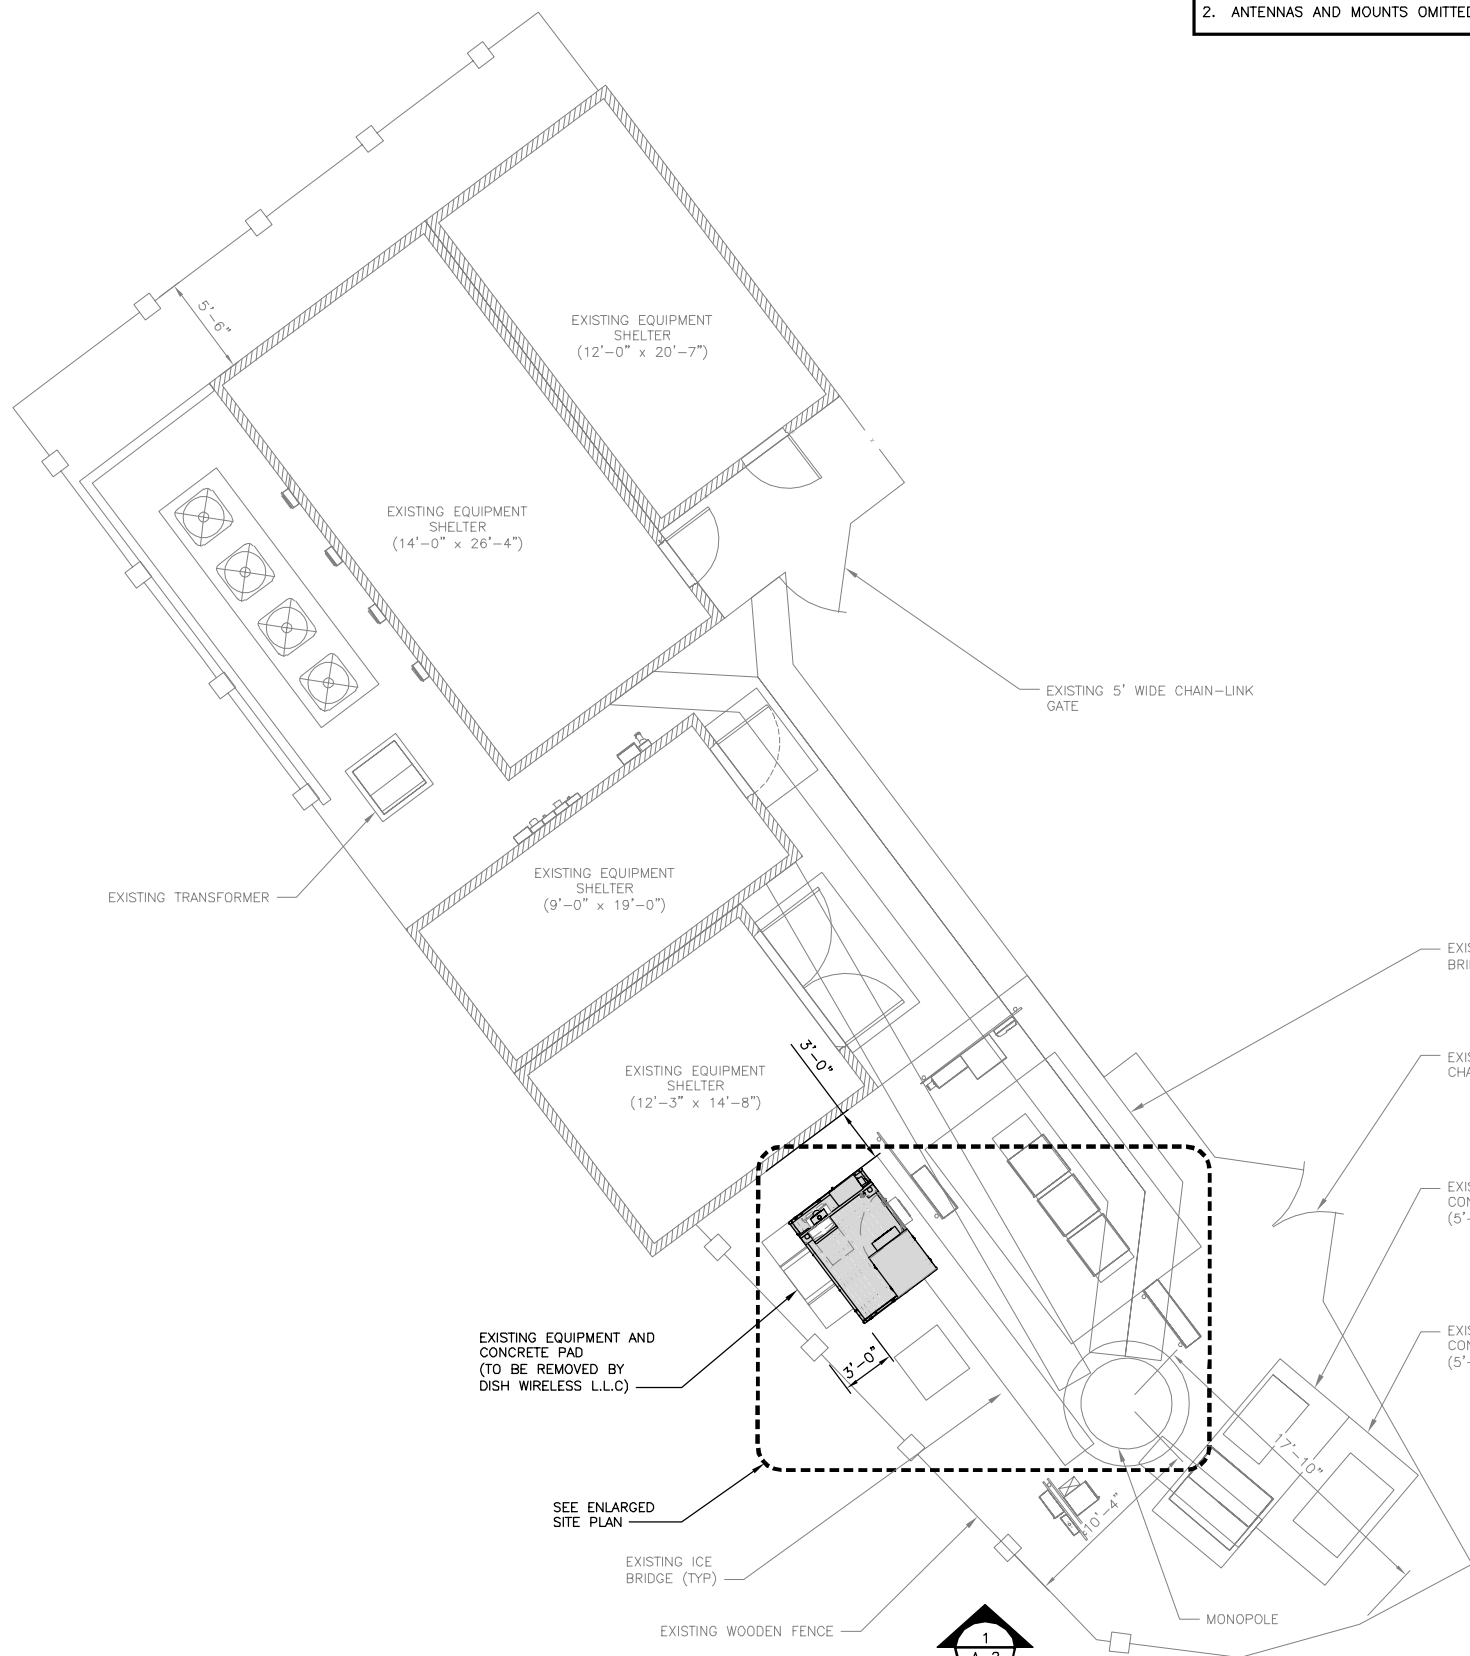 2. ANTENNAS AND MOUNTS OMITTED
5'-6"
EXISTING EQUIPMENT
SHELTER
(12'-0" x 20'-7")
EXISTING EQUIPMENT
SHELTER
(14'-0" x 26'-4")
EXISTING 5' WIDE CHAIN-LINK
GATE
EXISTING TRANSFORMER
EXISTING EQUIPMENT
SHELTER
(9'-0" x 19'-0")
3'-0"
EXISTING EQUIPMENT
SHELTER
(12'-3" x 14'-8")
EXISTING EQUIPMENT AND
CONCRETE PAD
(TO BE REMOVED BY
DISH WIRELESS L.L.C)
3'-0"
17'-10"
10'-4"
SEE ENLARGED
SITE PLAN
EXISTING ICE
BRIDGE (TYP)
EXISTING WOODEN FENCE
MONOPOLE
1